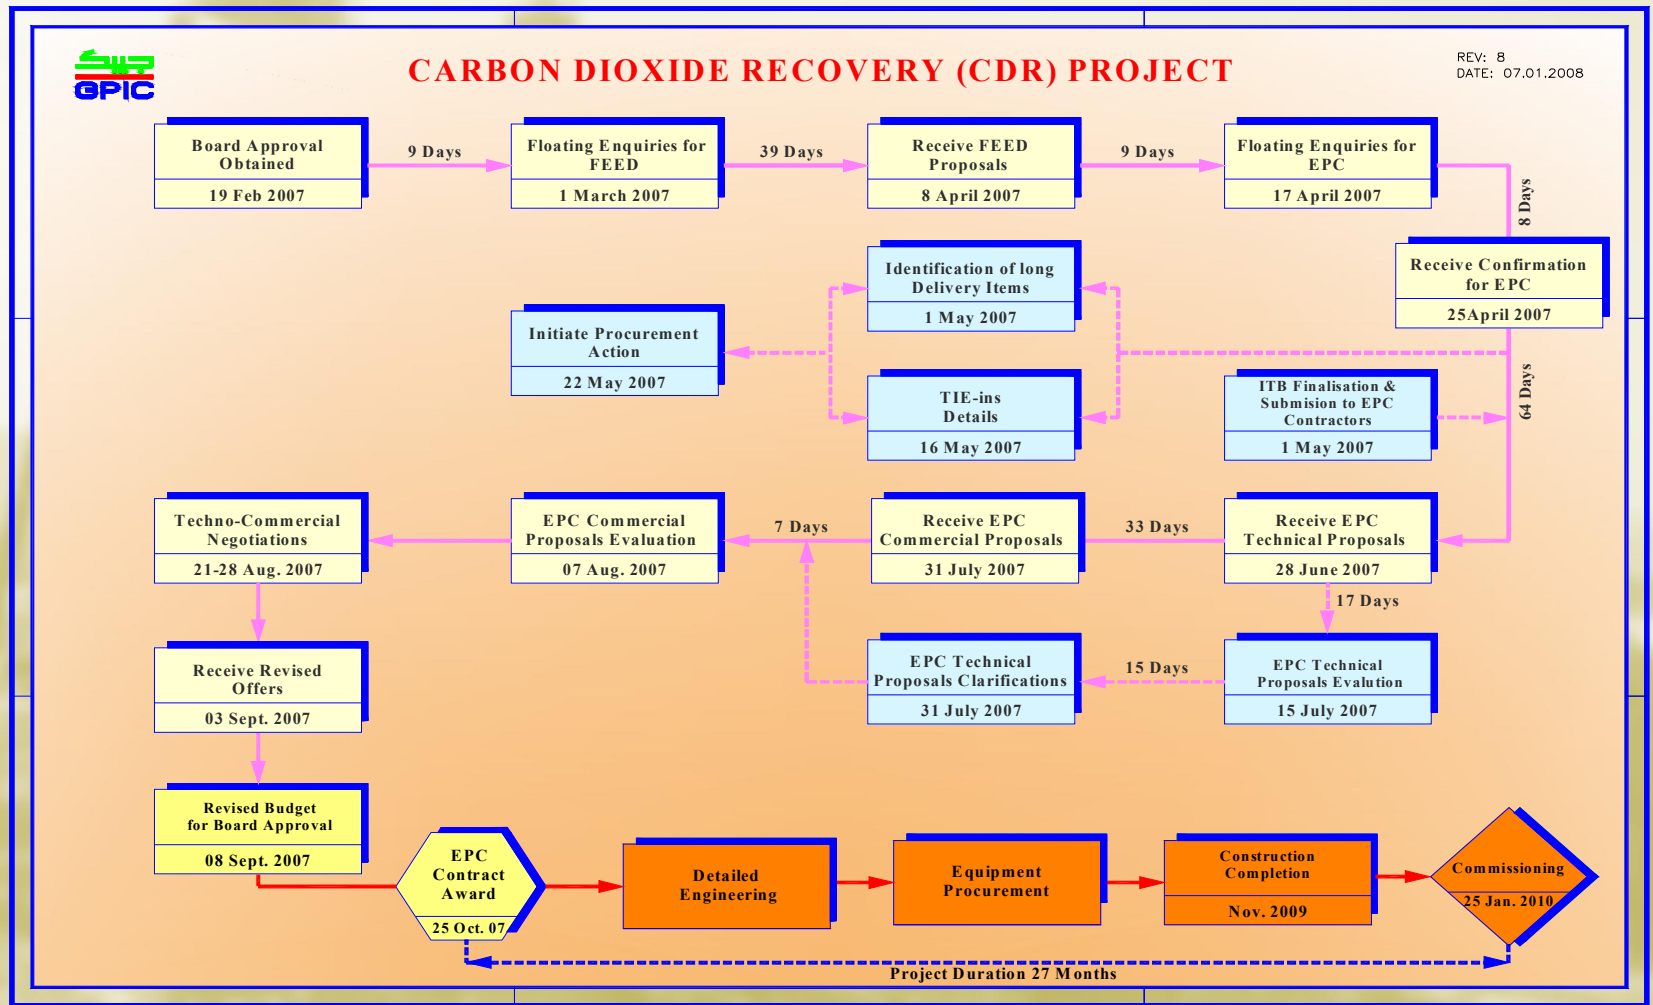 جيبك
GPIC
CARBON DIOXIDE RECOVERY (CDR) PROJECT
REV: 8
DATE: 07.01.2008
Board Approval
Obtained
19 Feb 2007
9 Days
Floating Enquiries for
FEED
1 March 2007
39 Days
Receive FEED
Proposals
8 April 2007
9 Days
Floating Enquiries for
EPC
17 April 2007
8 Days
Receive Confirmation
for EPC
25April 2007
Identification of long
Delivery Items
1 May 2007
Initiate Procurement
Action
22 May 2007
TIE-ins
Details
16 May 2007
ITB Finalisation &
Submision to EPC
Contractors
1 May 2007
64 Days
Techno-Commercial
Negotiations
21-28 Aug. 2007
EPC Commercial
Proposals Evaluation
07 Aug. 2007
7 Days
Receive EPC
Commercial Proposals
31 July 2007
33 Days
Receive EPC
Technical Proposals
28 June 2007
17 Days
EPC Technical
Proposals Evalution
15 July 2007
15 Days
EPC Technical
Proposals Clarifications
31 July 2007
Receive Revised
Offers
03 Sept. 2007
Revised Budget
for Board Approval
08 Sept. 2007
EPC
Contract
Award
25 Oct. 07
Detailed
Engineering
Equipment
Procurement
Construction
Completion
Nov. 2009
Commissioning
25 Jan. 2010
Project Duration 27 Months